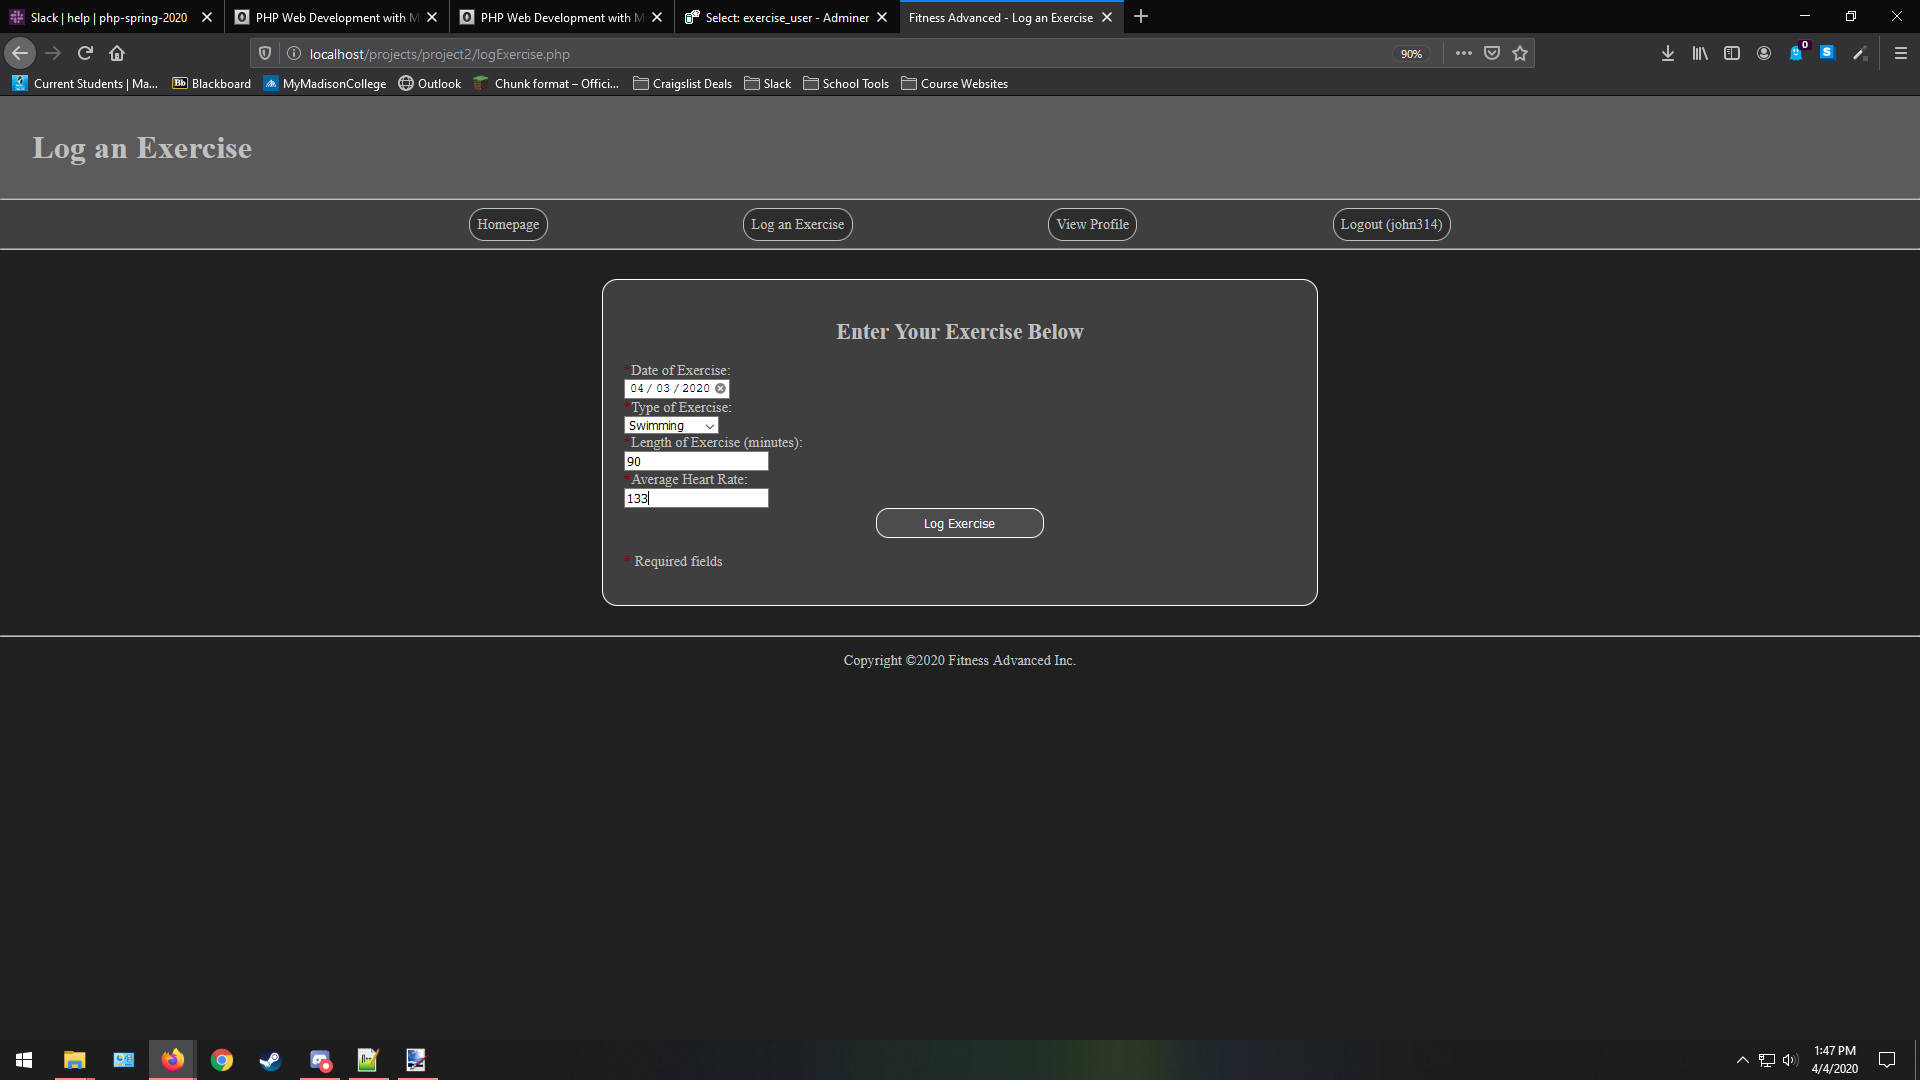 Slack | help | php-spring-2020
PHP Web Development with M
PHP Web Development with M
Select: exercise_user - Adminer
Fitness Advanced - Log an Exercise
localhost/projects/project2/logExercise.php
90%
0
S
Current Students | Ma...
Bb Blackboard
MyMadisonCollege
Outlook
Chunk format – Offici...
Craigslist Deals
Slack
School Tools
Course Websites
Log an Exercise
Homepage
Log an Exercise
View Profile
Logout (john314)
Enter Your Exercise Below
*Date of Exercise:
04 / 03 / 2020
*Type of Exercise:
Swimming
*Length of Exercise (minutes):
90
*Average Heart Rate:
133
Log Exercise
* Required fields
Copyright ©2020 Fitness Advanced Inc.
1:47 PM
4/4/2020